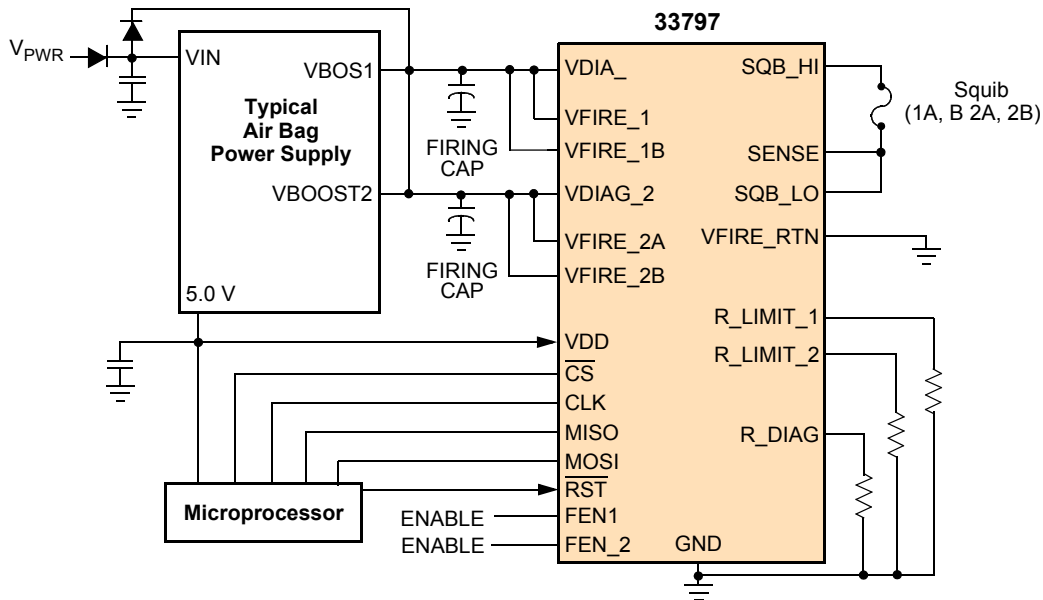 33797
VPWR
VIN
VBOS1
Typical
Air Bag
Power Supply
VBOOST2
5.0 V
FIRING
CAP
FIRING
CAP
VDIA_
VFIRE_1
VFIRE_1B
VDIAG_2
VFIRE_2A
VFIRE_2B
VDD
CS
CLK
MISO
MOSI
RST
FEN1
FEN_2
SQB_HI
SENSE
SQB_LO
VFIRE_RTN
R_LIMIT_1
R_LIMIT_2
R_DIAG
GND
Squib
(1A, B 2A, 2B)
Microprocessor
ENABLE
ENABLE